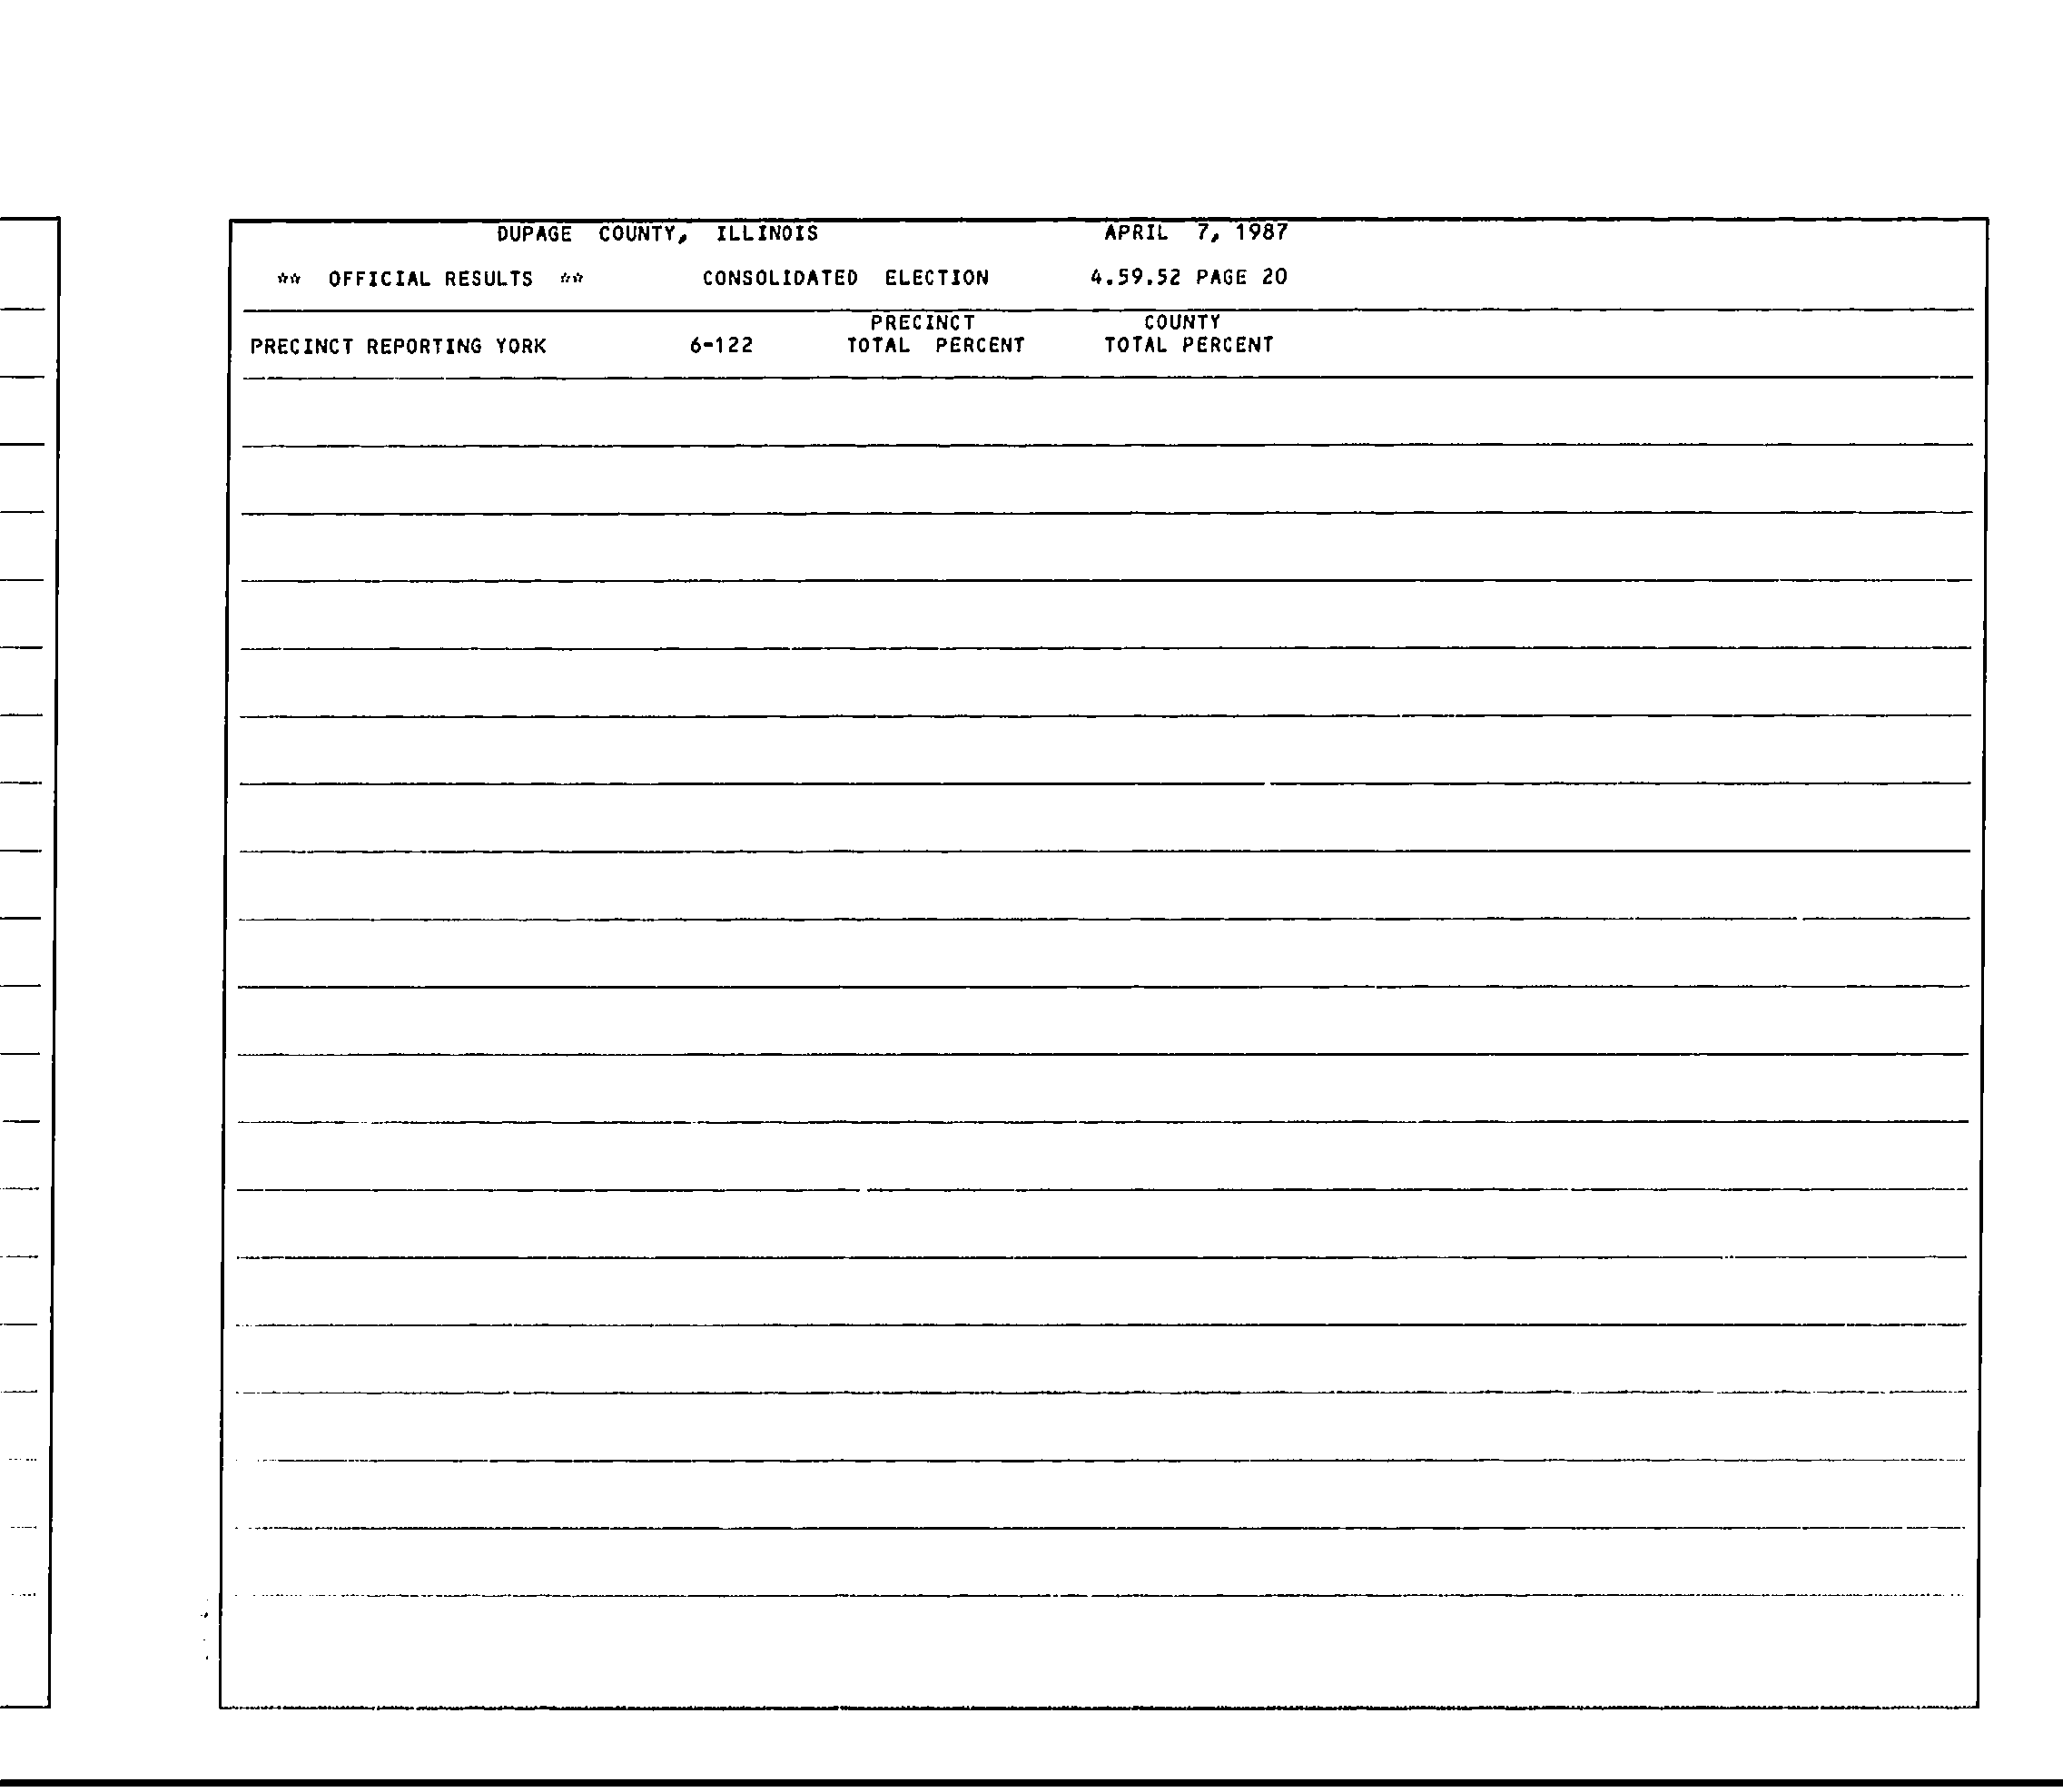 DUPAGE COUNTY, ILLINOIS APRIL 7, 1987
** OFFICIAL RESULTS ** CONSOLIDATED ELECTION 4.59.52 PAGE 20
PRECINCT COUNTY
PRECINCT REPORTING YORK 6-122 TOTAL PERCENT TOTAL PERCENT